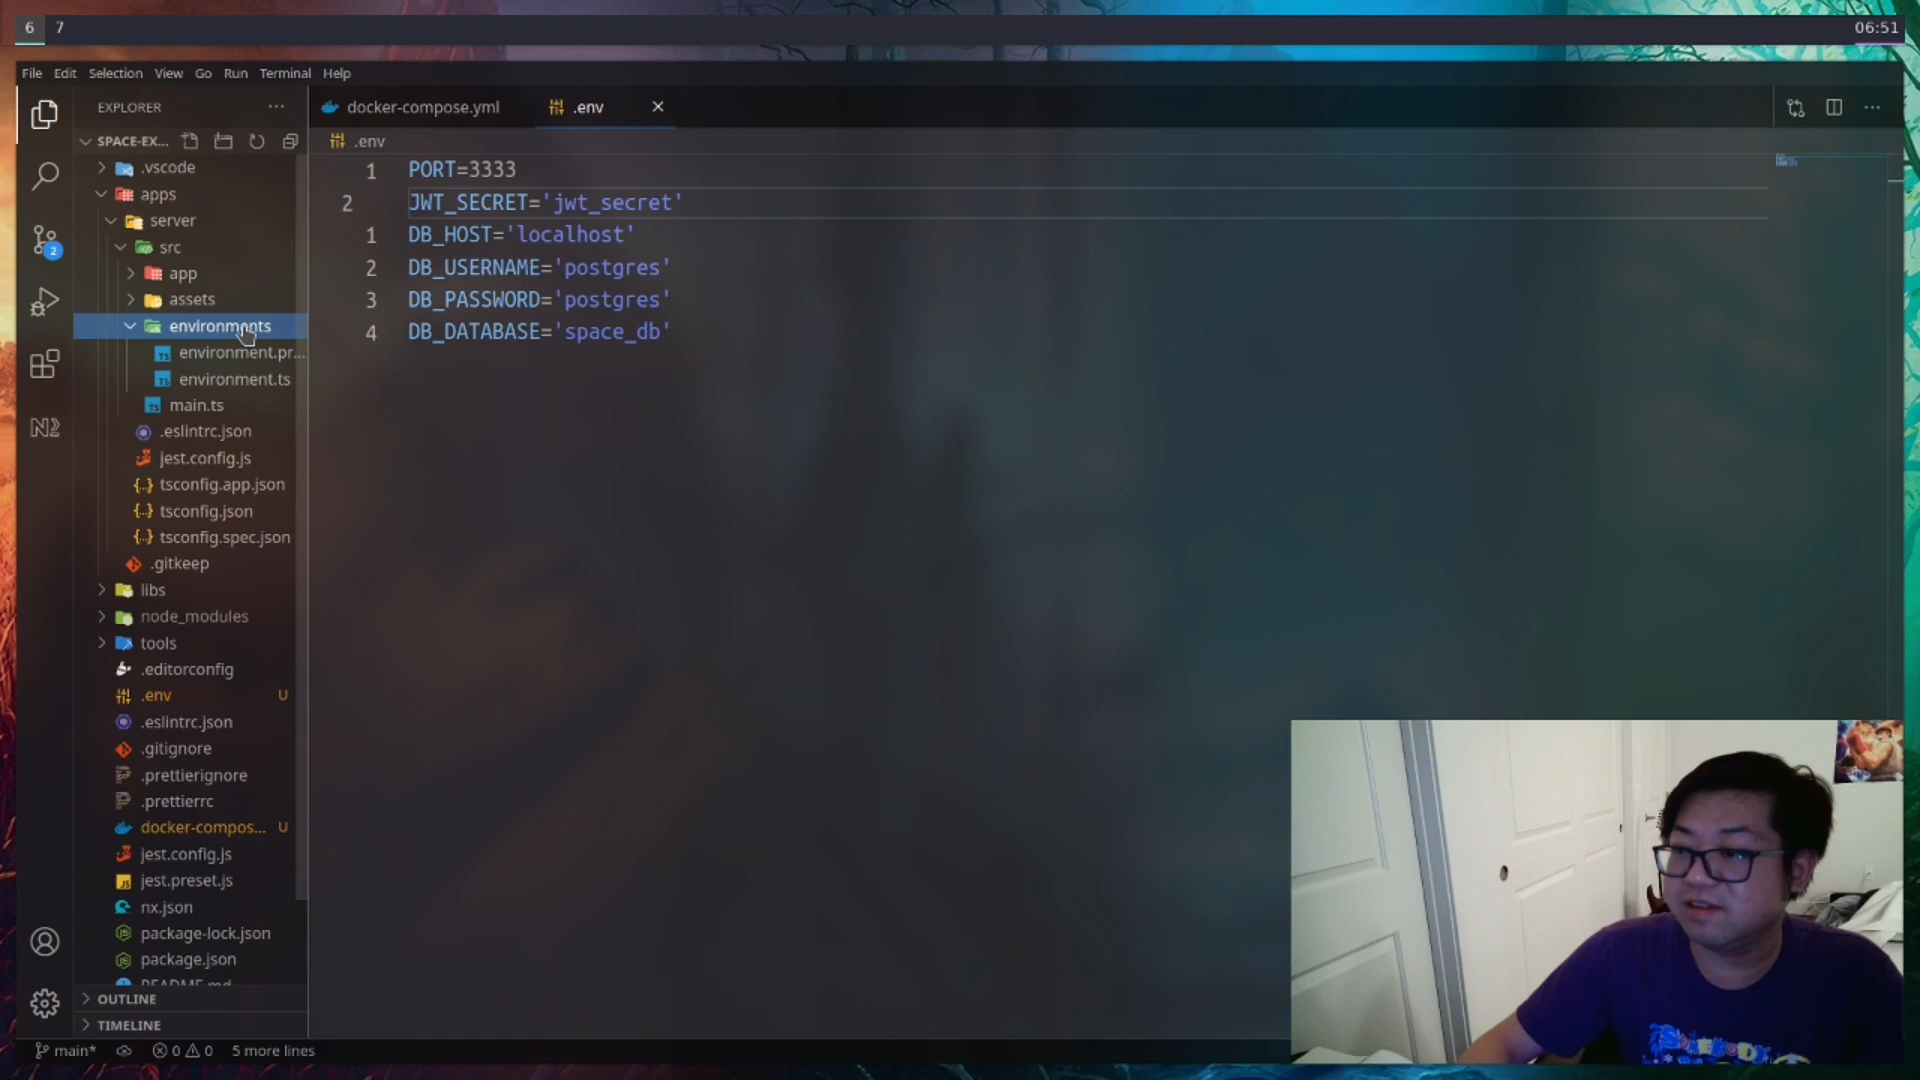 6 7 06:51
File Edit Selection View Go Run Terminal Help
EXPLORER
docker-compose.yml
.env
SPACE-EX...
.env
.vscode
apps
server
src
app
assets
environments
environment.pr...
environment.ts
main.ts
.eslintrc.json
jest.config.js
tsconfig.app.json
tsconfig.json
tsconfig.spec.json
.gitkeep
libs
node_modules
tools
.editorconfig
.env U
.eslintrc.json
.gitignore
.prettierignore
.prettierrc
docker-compos... U
jest.config.js
jest.preset.js
nx.json
package-lock.json
package.json
README.md
OUTLINE
TIMELINE
2
1 PORT=3333
2 JWT_SECRET='jwt_secret'
1 DB_HOST='localhost'
2 DB_USERNAME='postgres'
3 DB_PASSWORD='postgres'
4 DB_DATABASE='space_db'
main* 0 0 5 more lines